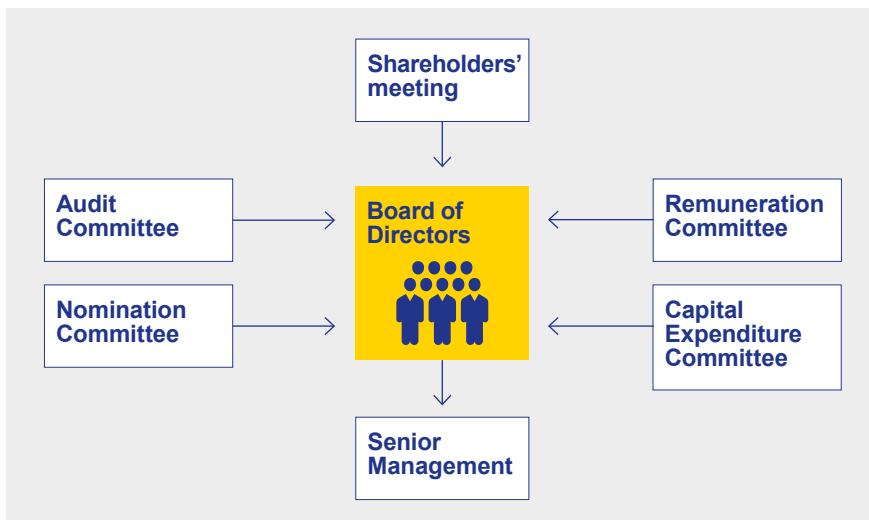 Shareholders’
meeting
Audit
Committee
Board of
Directors
Remuneration
Committee
Nomination
Committee
Capital
Expenditure
Committee
Senior
Management